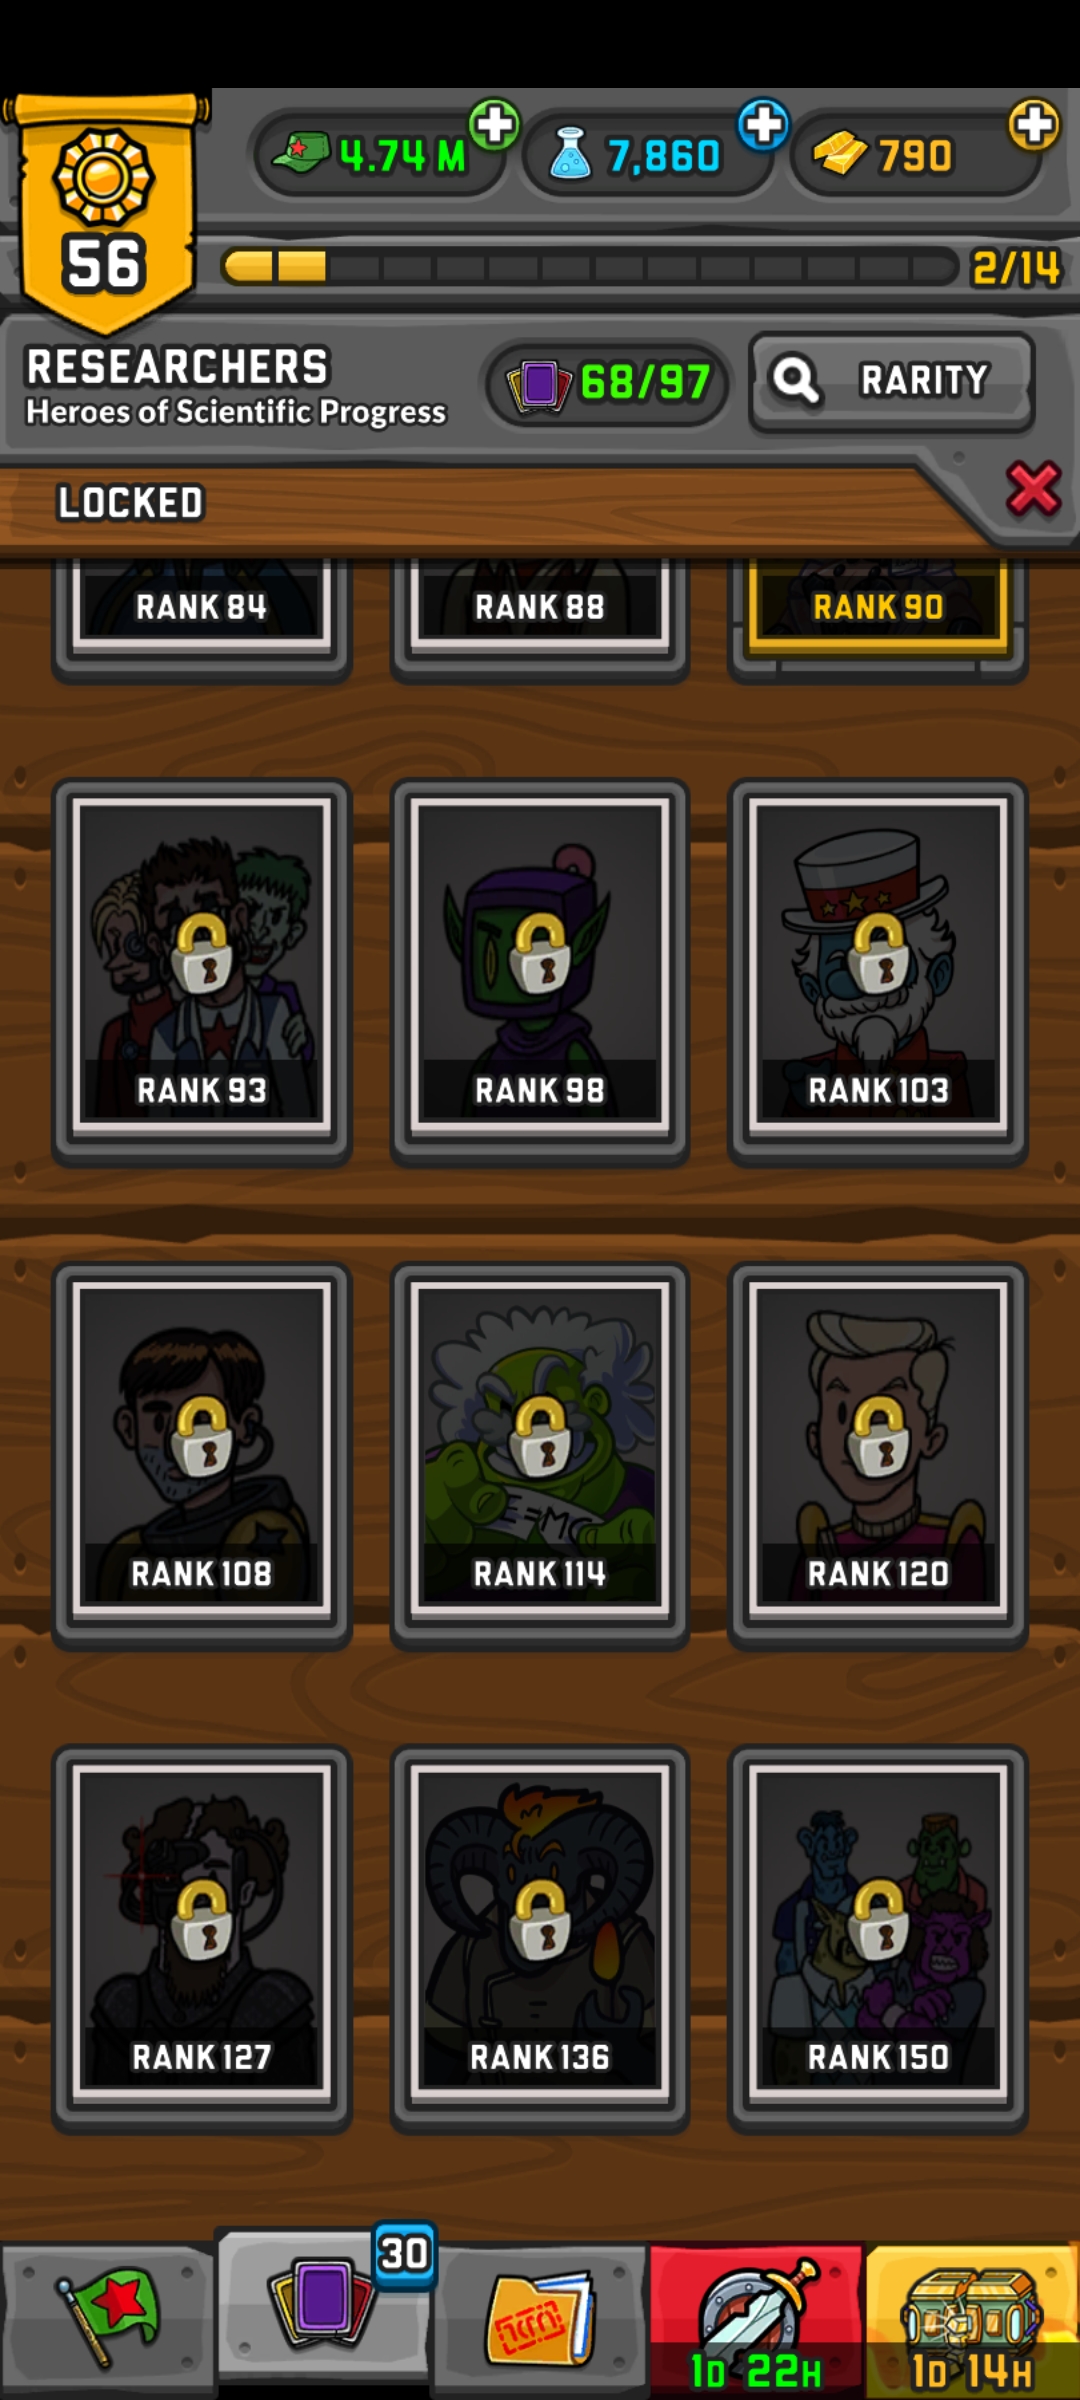 4.74 M
7,860
790
56
2/14
RESEARCHERS
Heroes of Scientific Progress
68/97
RARITY
LOCKED
RANK 84
RANK 88
RANK 90
RANK 93
RANK 98
RANK 103
E=MC
RANK 108
RANK 114
RANK 120
RANK 127
RANK 136
RANK 150
30
1D 22H
1D 14H